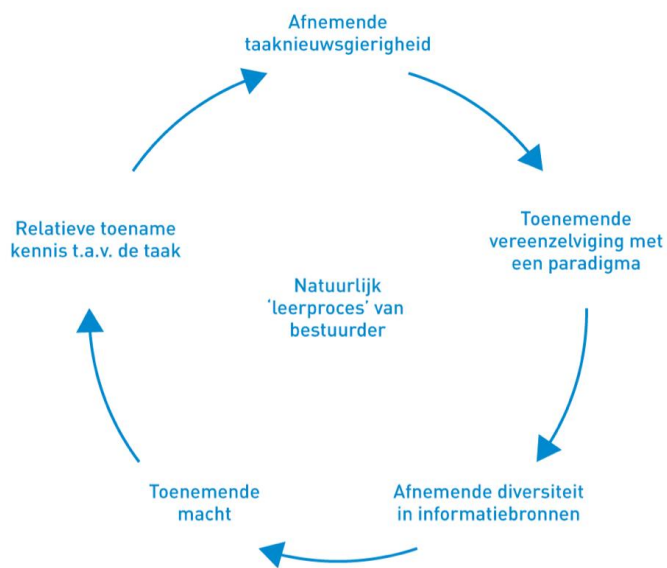 Afnemende
taaknieuwsgierigheid
Toenemende
vereenzelviging met
een paradigma
Relatieve toename
kennis t.a.v. de taak
Natuurlijk
‘leerproces’ van
bestuurder
Toenemende
macht
Afnemende diversiteit
in informatiebronnen